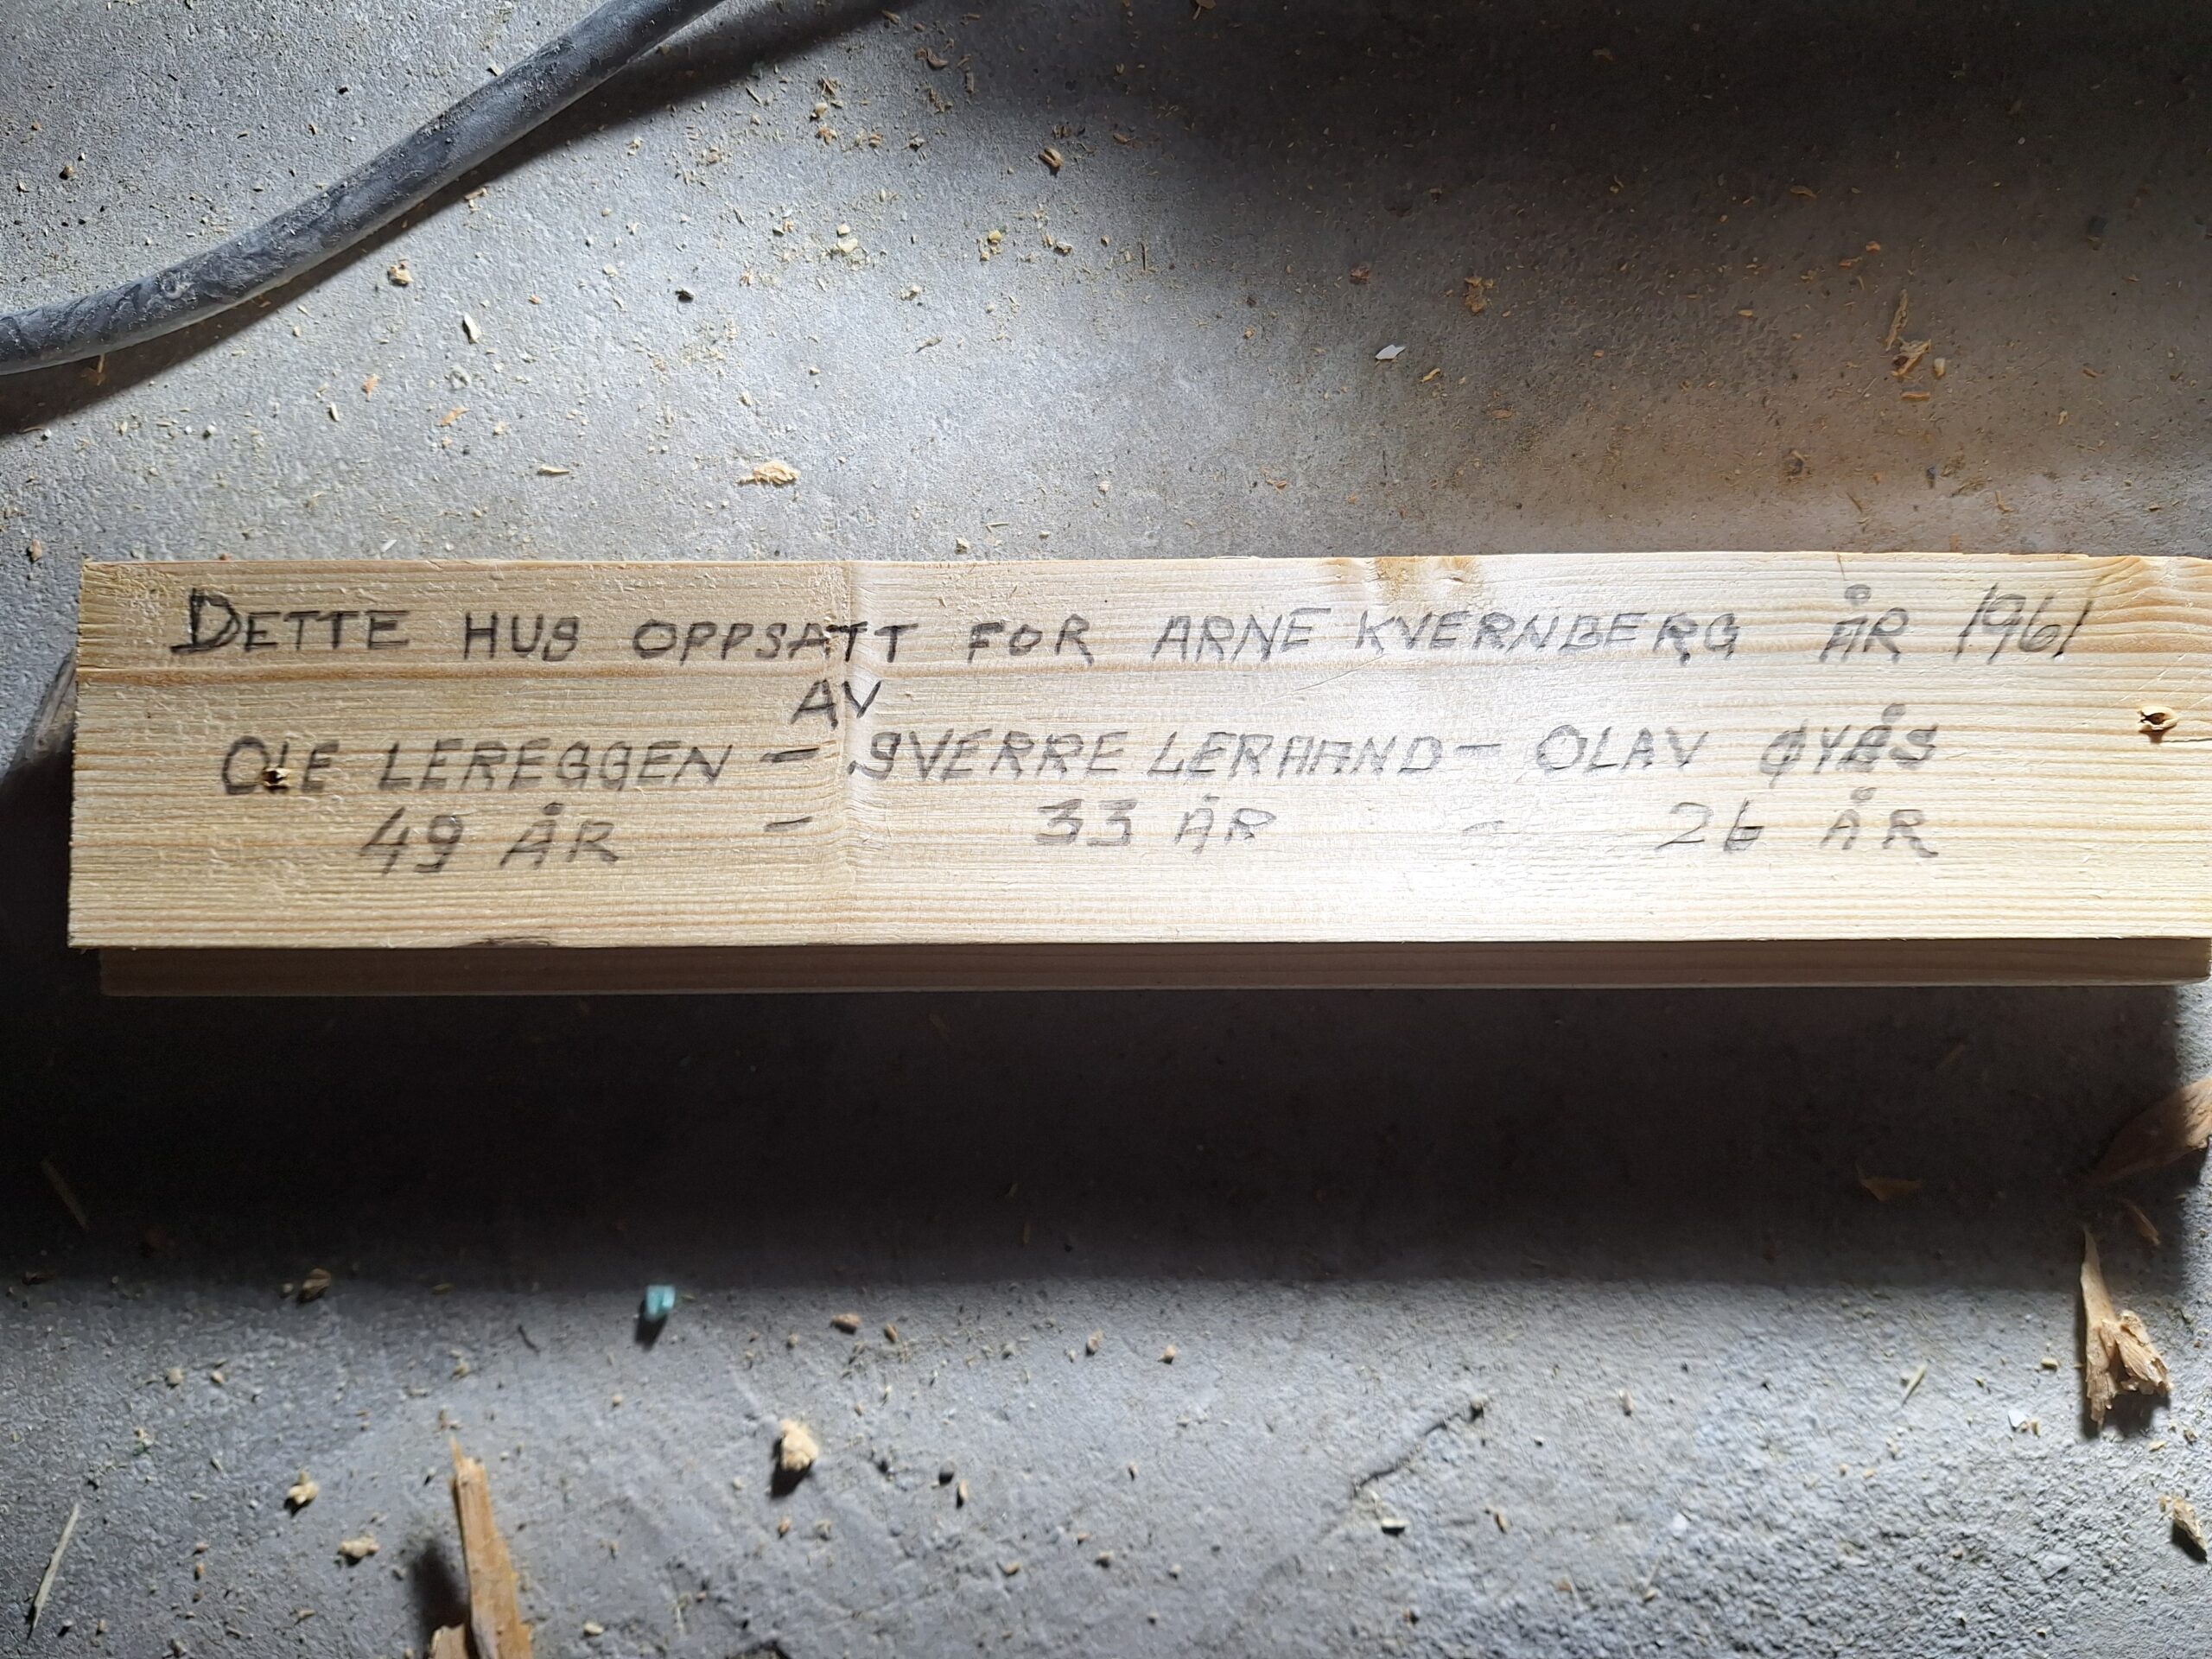 DETTE HUS OPPSATT FOR ARNE KVERNBERG ÅR 1961
AV
OLE LEREGGEN - SVERRE LERAAND - OLAV ØYÅS
49 ÅR - 33 ÅR - 26 ÅR